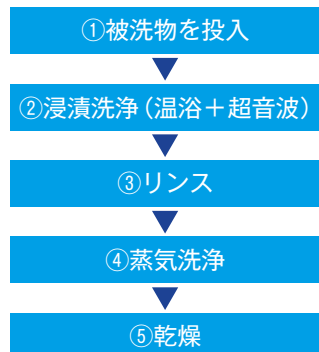 ①被洗物を投入
②浸漬洗浄（温浴＋超音波）
③リンス
④蒸気洗浄
⑤乾燥